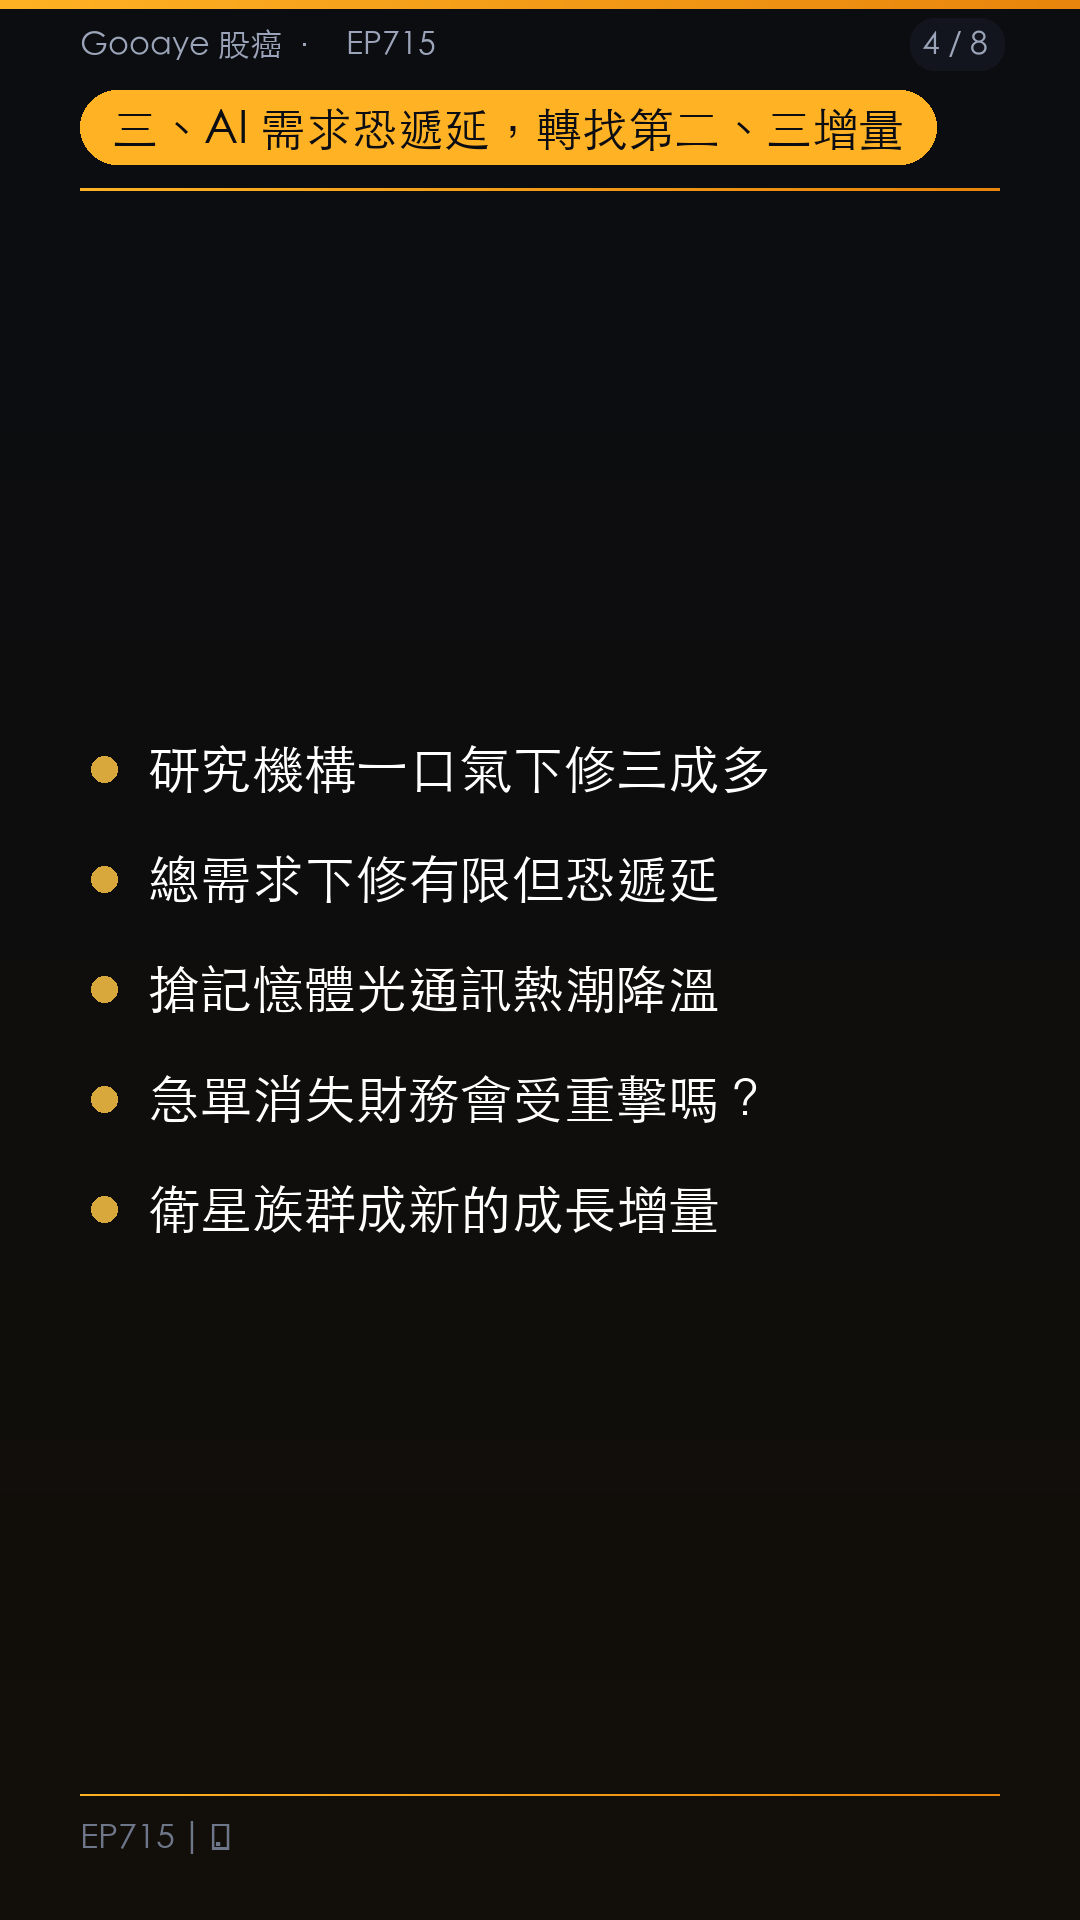 Gooaye 股癌 · EP715
4 / 8
三、AI 需求恐遞延，轉找第二、三增量
研究機構一口氣下修三成多
總需求下修有限但恐遞延
搶記憶體光通訊熱潮降溫
急單消失財務會受重擊嗎？
衛星族群成新的成長增量
EP715 |